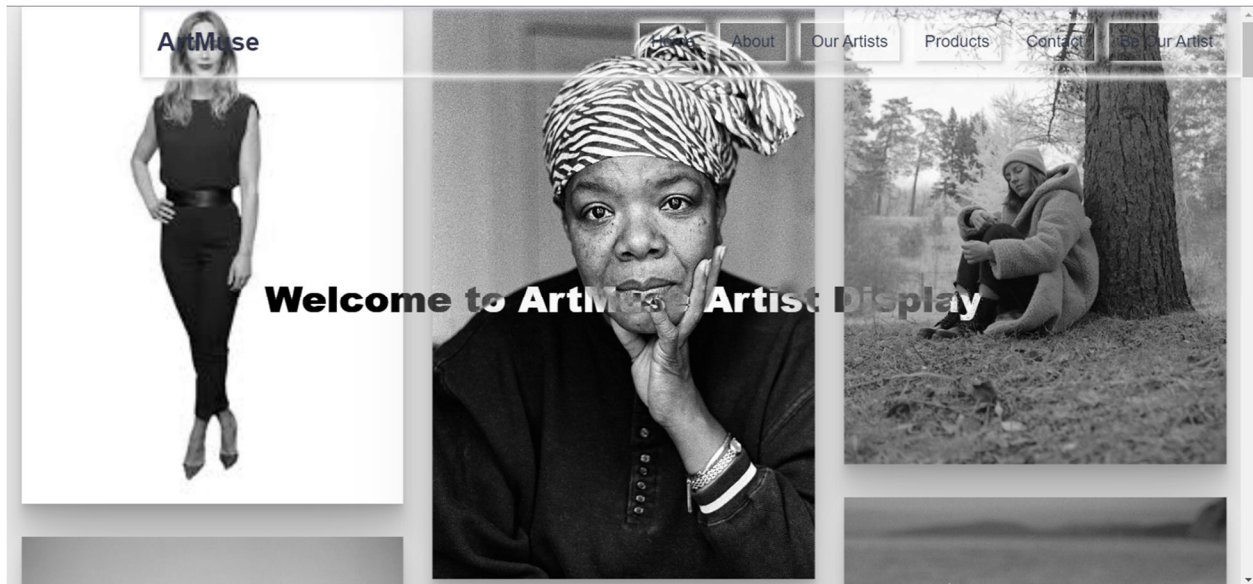 ArtMuse
Home
About
Our Artists
Products
Contact
Be Our Artist
Welcome to ArtMuse Artist Display